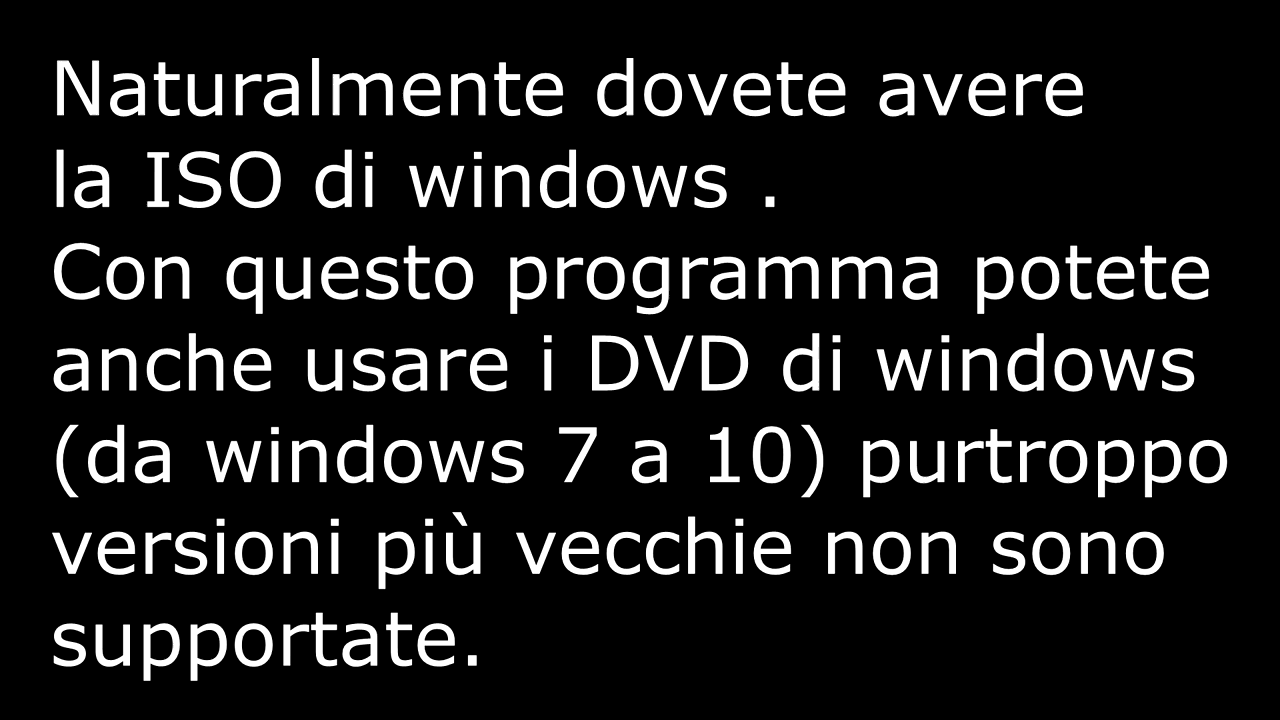 Naturalmente dovete avere
la ISO di windows .
Con questo programma potete
anche usare i DVD di windows
(da windows 7 a 10) purtroppo
versioni più vecchie non sono
supportate.